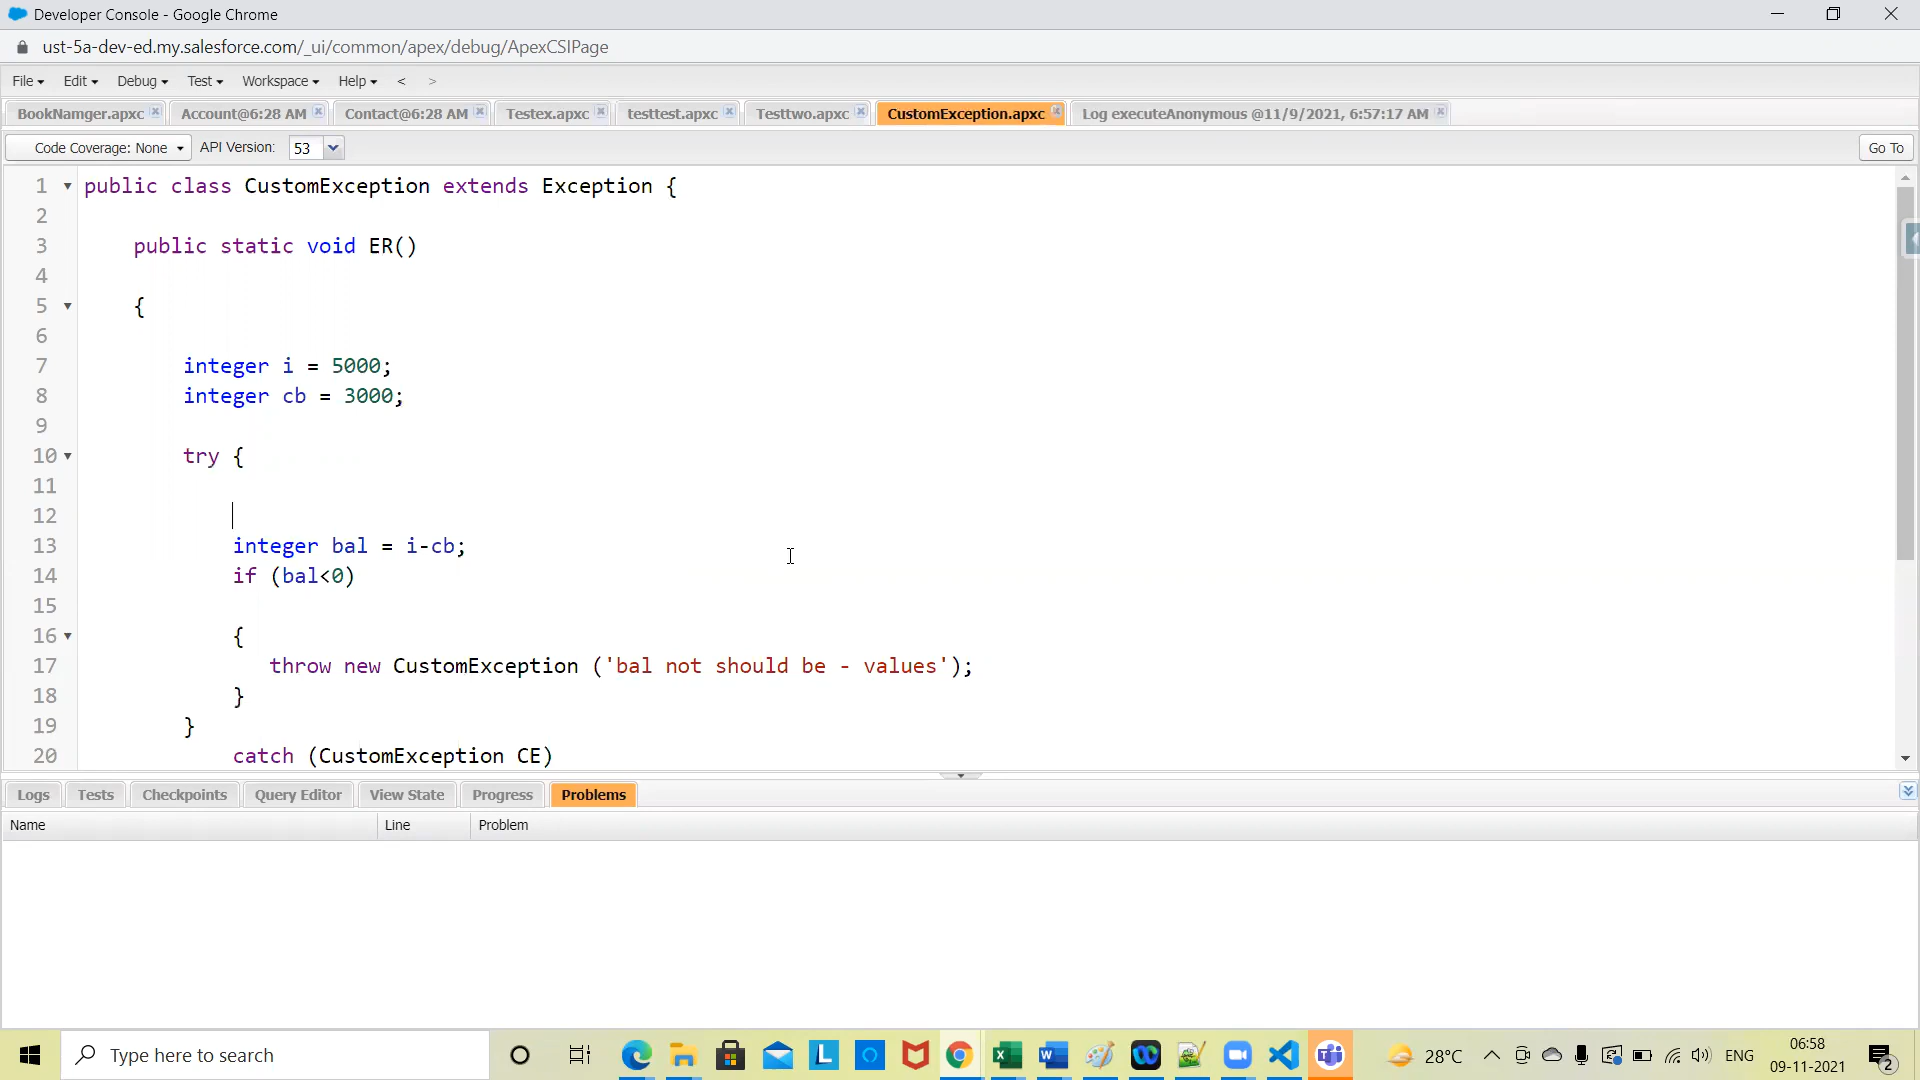 Developer Console - Google Chrome
ust-5a-dev-ed.my.salesforce.com/_ui/common/apex/debug/ApexCSIPage
File Edit Debug Test Workspace Help < >
BookNamger.apxc Account@6:28 AM Contact@6:28 AM Testex.apxc testtest.apxc Testtwo.apxc CustomException.apxc Log executeAnonymous @11/9/2021, 6:57:17 AM
Code Coverage: None API Version: 53 Go To
1 public class CustomException extends Exception {
2
3 public static void ER()
4
5 {
6
7 integer i = 5000;
8 integer cb = 3000;
9
10 try {
11
12
13 integer bal = i-cb;
14 if (bal<0)
15
16 {
17 throw new CustomException ('bal not should be - values');
18 }
19 }
20 catch (CustomException CE)
Logs Tests Checkpoints Query Editor View State Progress Problems
Name Line Problem
Type here to search
28°C ENG
06:58
09-11-2021
2